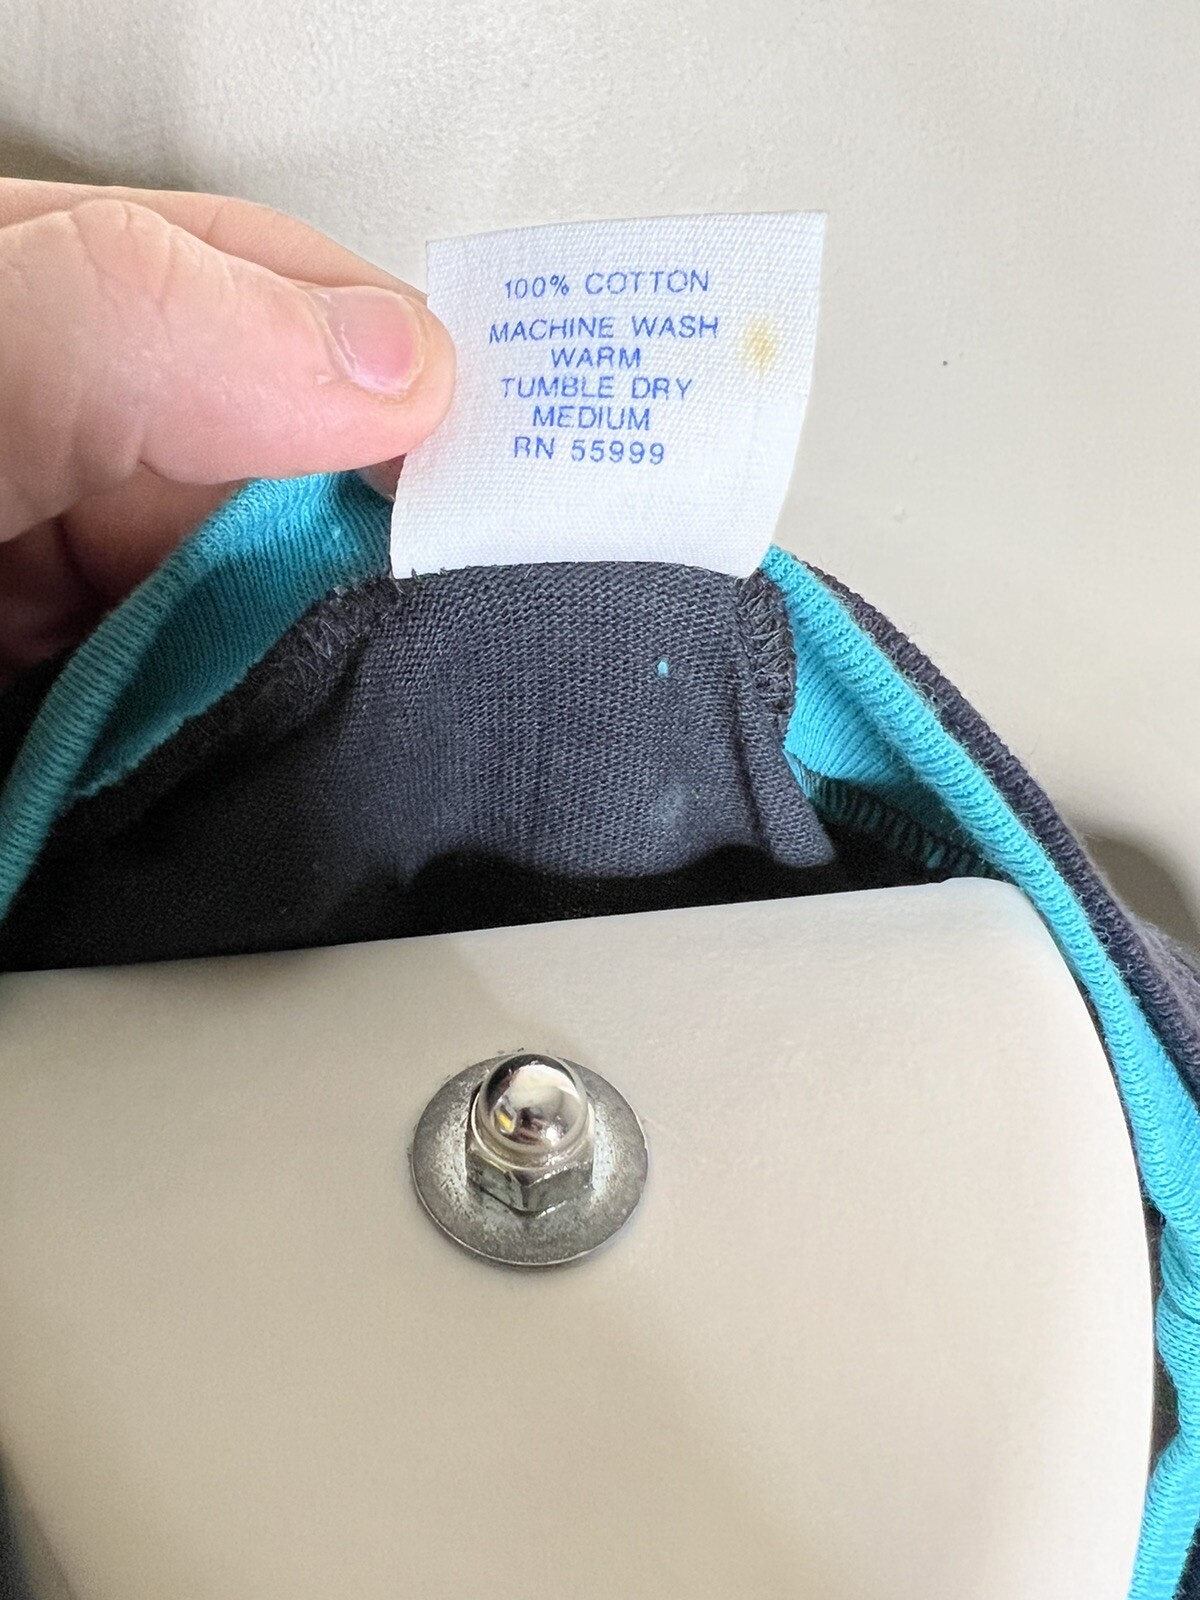 100% COTTON
MACHINE WASH
WARM
TUMBLE DRY
MEDIUM
RN 55999